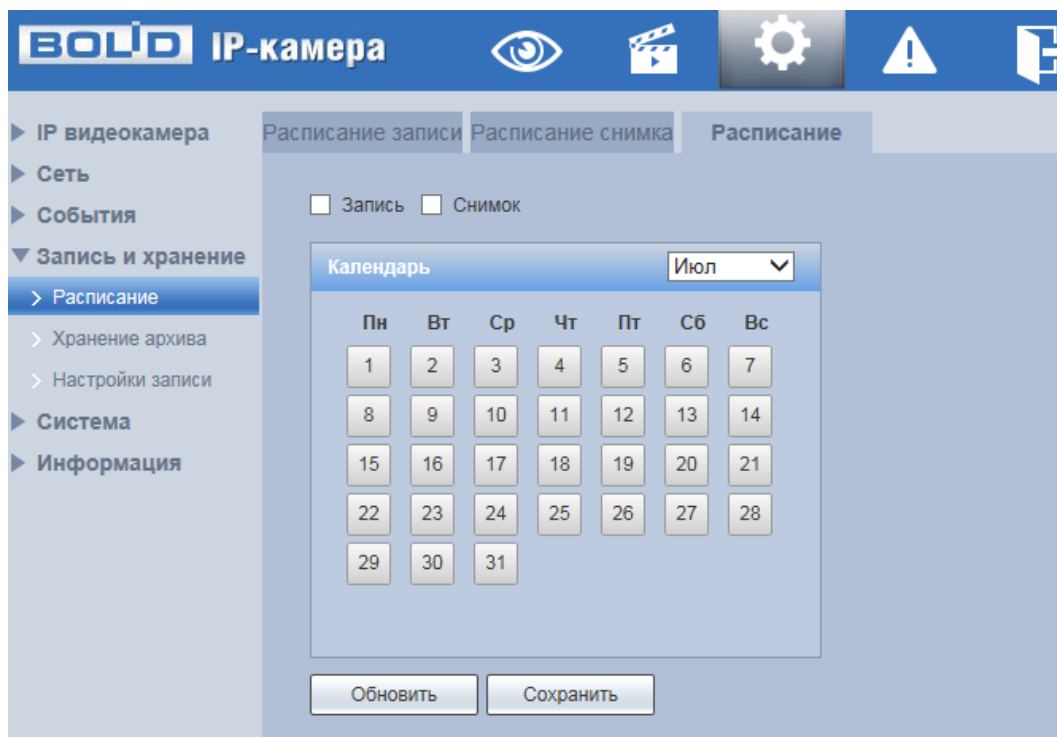 BOLID IP-камера
IP видеокамера
Сеть
События
Запись и хранение
Расписание
Хранение архива
Настройки записи
Система
Информация
Расписание записи Расписание снимка Расписание
Запись Снимок
Календарь Июл
Пн Вт Ср Чт Пт Сб Вс
1 2 3 4 5 6 7
8 9 10 11 12 13 14
15 16 17 18 19 20 21
22 23 24 25 26 27 28
29 30 31
Обновить Сохранить